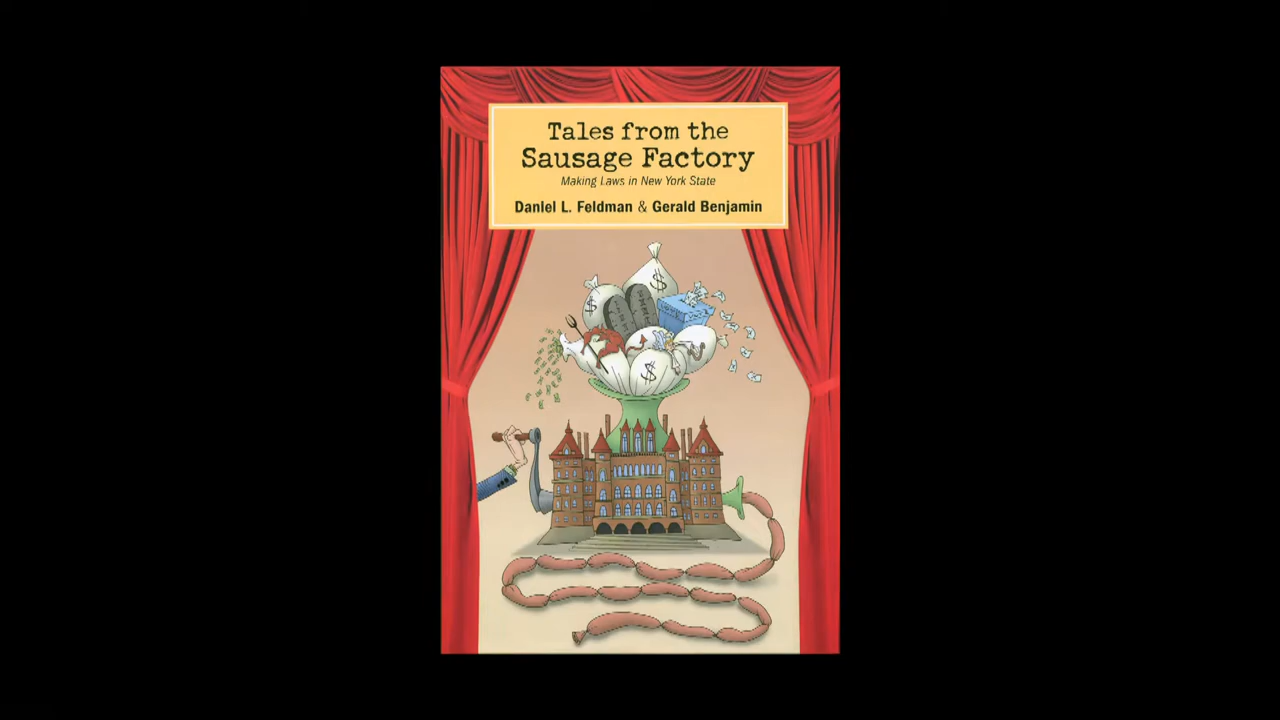 Tales from the
Sausage Factory
Making Laws in New York State
Daniel L. Feldman & Gerald Benjamin
$
$
$